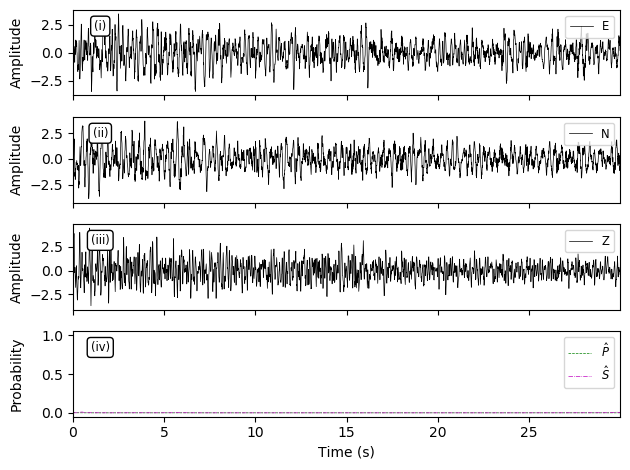 (i)
E
Amplitude
2.5
0.0
−2.5
(ii)
N
Amplitude
2.5
0.0
−2.5
(iii)
Z
Amplitude
2.5
0.0
−2.5
(iv)
P̂
Ŝ
Probability
1.0
0.5
0.0
0 5 10 15 20 25
Time (s)